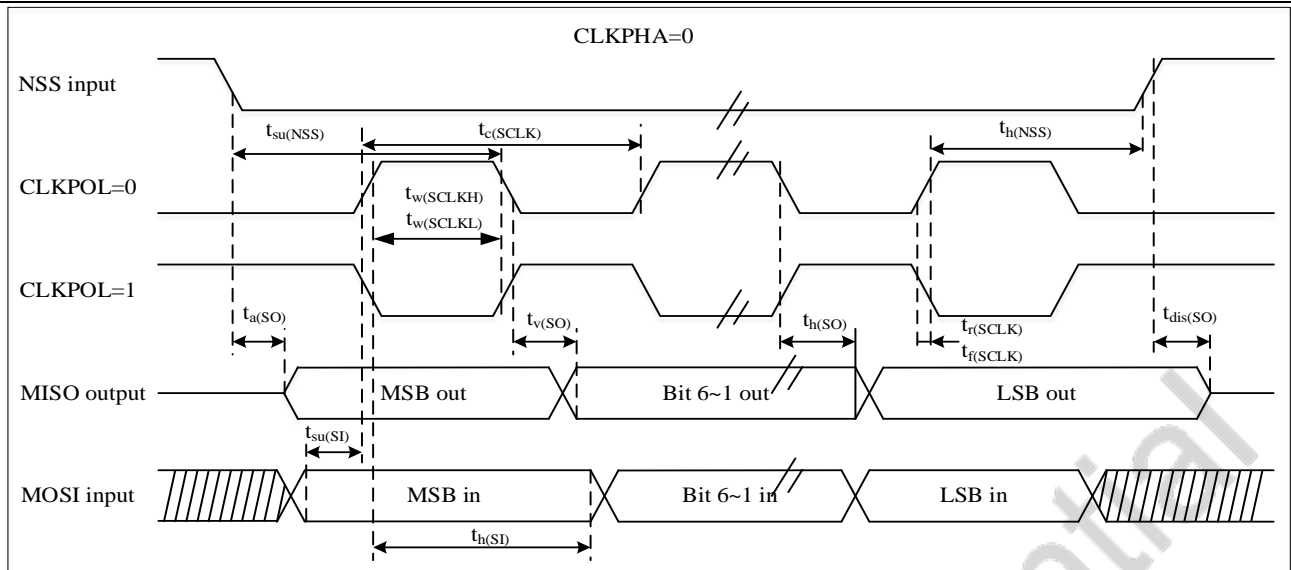 CLKPHA=0
NSS input
tsu(NSS)
tc(SCLK)
th(NSS)
CLKPOL=0
tw(SCLKH)
tw(SCLKL)
CLKPOL=1
ta(SO)
tv(SO)
th(SO)
tr(SCLK)
tf(SCLK)
tdis(SO)
MISO output
MSB out
Bit 6~1 out
LSB out
tsu(SI)
MOSI input
MSB in
Bit 6~1 in
LSB in
th(SI)